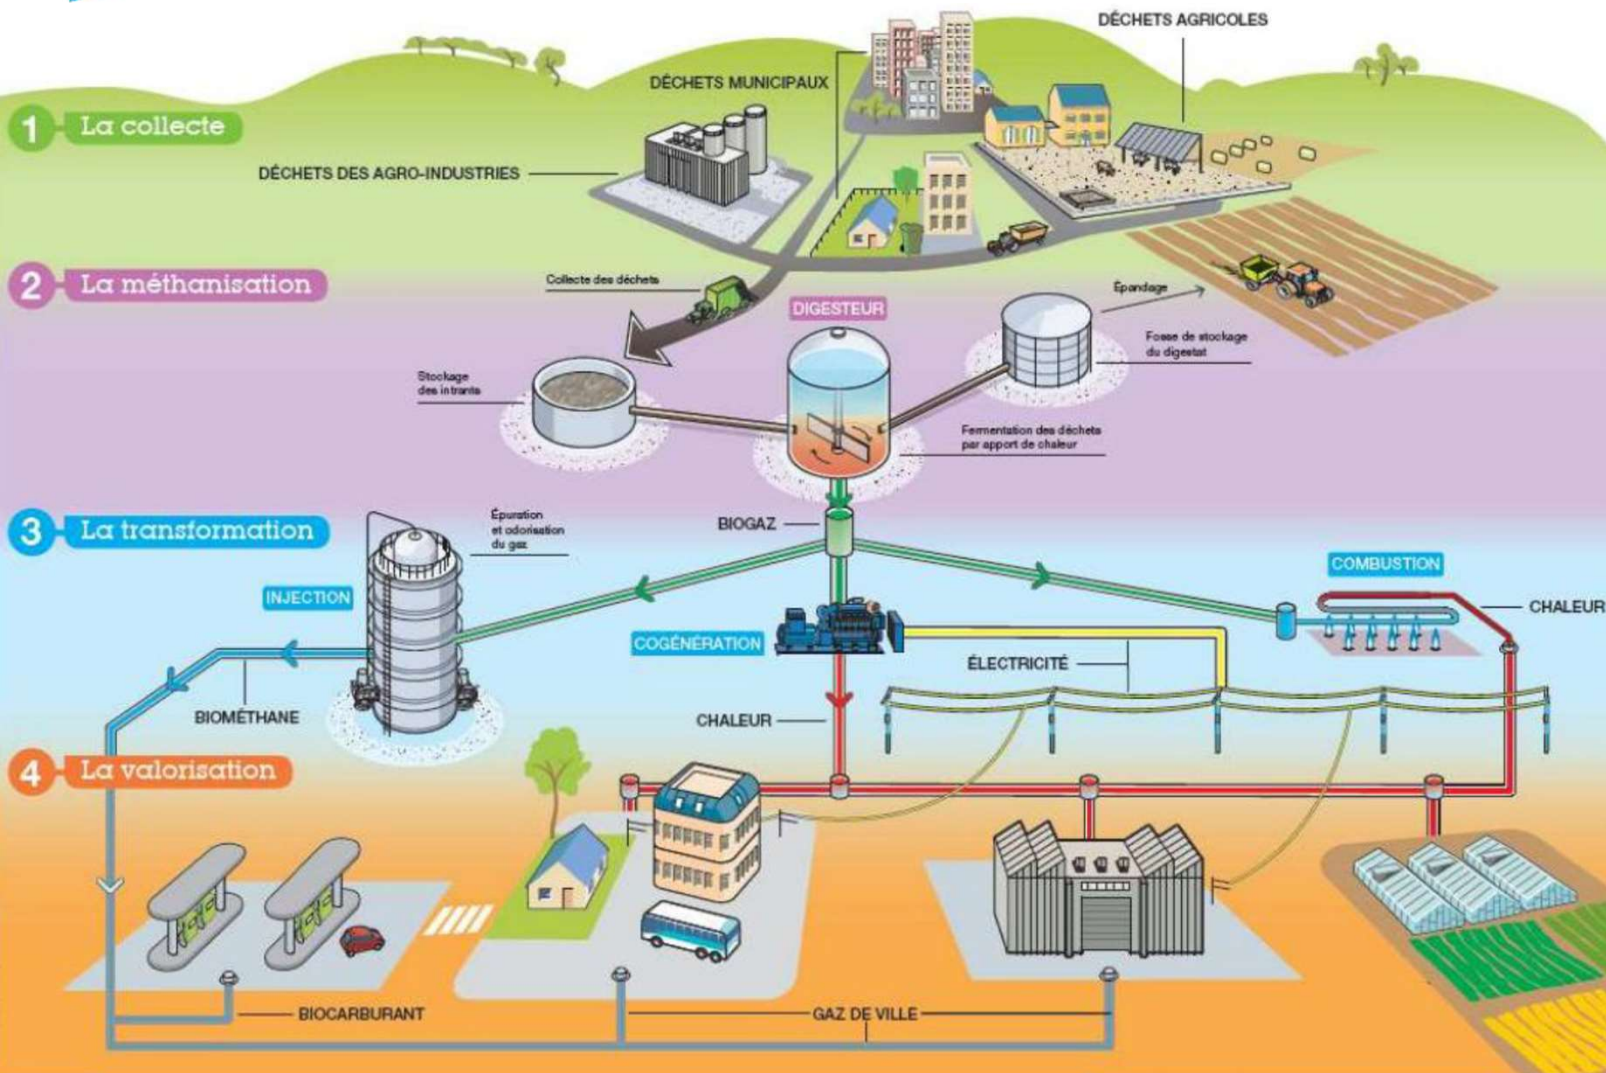 DÉCHETS AGRICOLES
DÉCHETS MUNICIPAUX
1 La collecte
DÉCHETS DES AGRO-INDUSTRIES
2 La méthanisation
Collecte des déchets
DIGESTEUR
Épandage
Fosse de stockage
du digestat
Stockage
des intrants
Fermentation des déchets
par apport de chaleur
3 La transformation
Épuration
et odorisation
du gaz
BIOGAZ
COMBUSTION
INJECTION
CHALEUR
COGÉNÉRATION
ÉLECTRICITÉ
BIOMÉTHANE
CHALEUR
4 La valorisation
BIOCARBURANT
GAZ DE VILLE